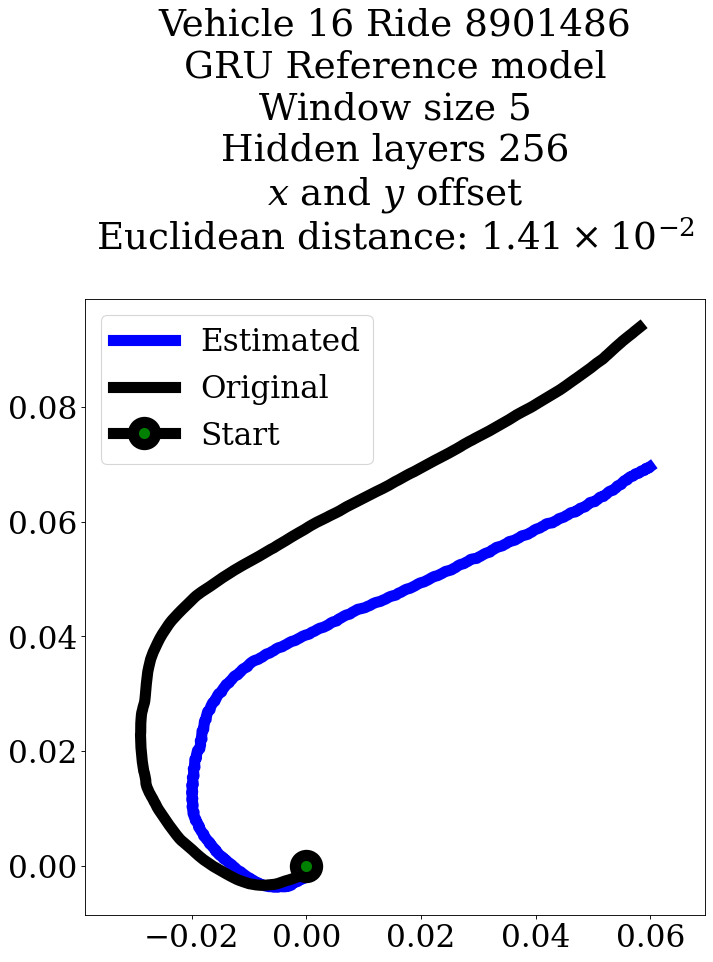 Vehicle 16 Ride 8901486
GRU Reference model
Window size 5
Hidden layers 256
x and y offset
Euclidean distance: 1.41 × 10⁻²
Estimated
Original
Start
0.08
0.06
0.04
0.02
0.00
−0.02 0.00 0.02 0.04 0.06